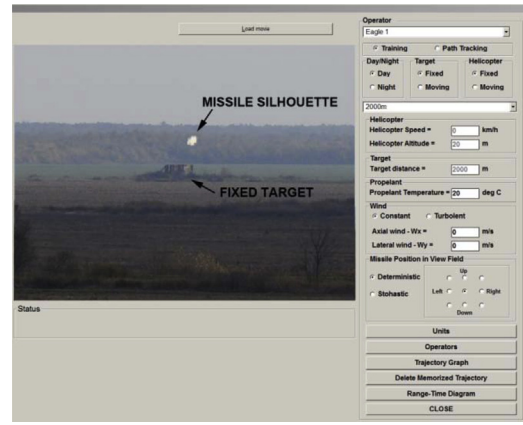 Load movie
MISSILE SILHOUETTE
FIXED TARGET
Status
Operator
Eagle 1
Training Path Tracking
Day/Night Target Helicopter
Day Fixed Fixed
Night Moving Moving
2000m
Helicopter
Helicopter Speed = 0 km/h
Helicopter Altitude = 20 m
Target
Target distance = 2000 m
Propelant
Propelant Temperature = 20 deg C
Wind
Constant Turbulent
Axial wind - Wx = 0 m/s
Lateral wind - Wy = 0 m/s
Missile Position in View Field
Up
Deterministic
Left Right
Stohastic
Down
Units
Operators
Trajectory Graph
Delete Memorized Trajectory
Range-Time Diagram
CLOSE